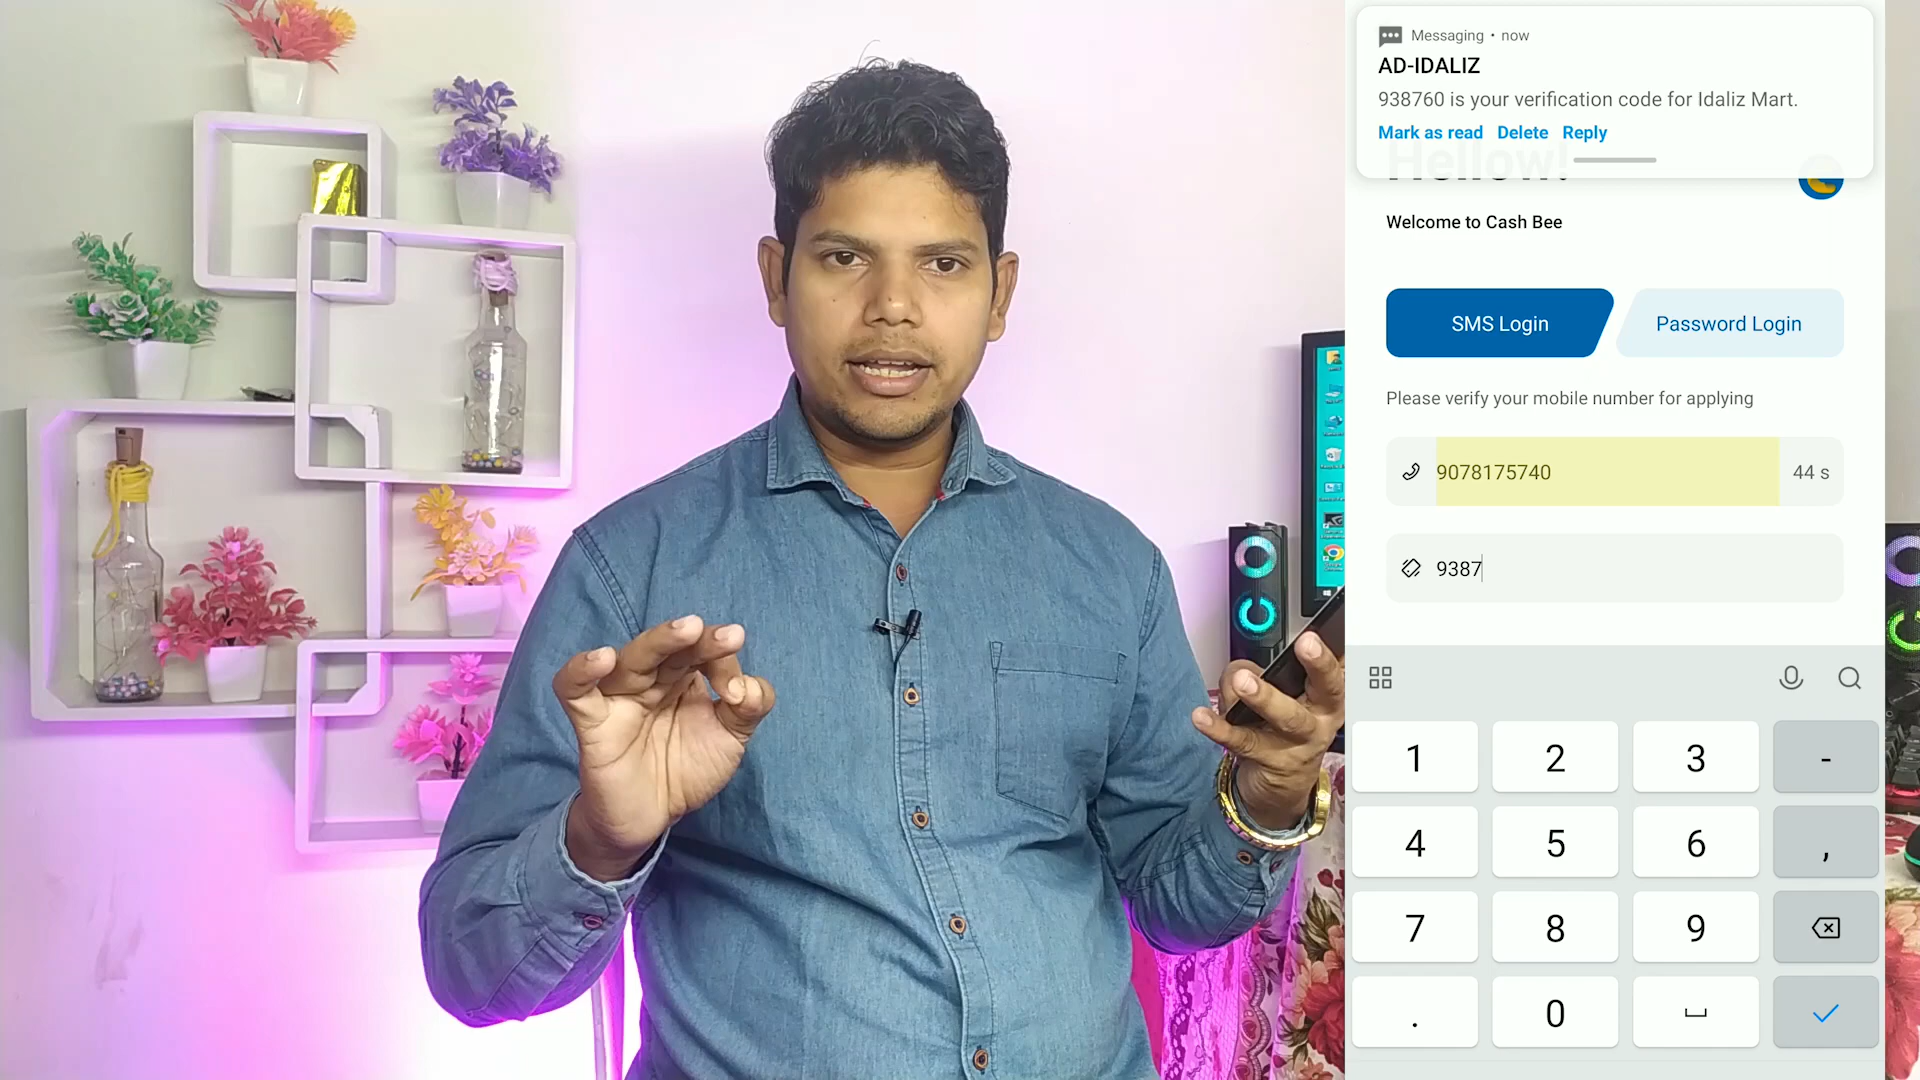 Messaging • now
AD-IDALIZ
938760 is your verification code for Idaliz Mart.
Mark as read Delete Reply
Hellow!
Welcome to Cash Bee
SMS Login Password Login
Please verify your mobile number for applying
9078175740 44 s
9387
1 2 3 -
4 5 6 ,
7 8 9
. 0